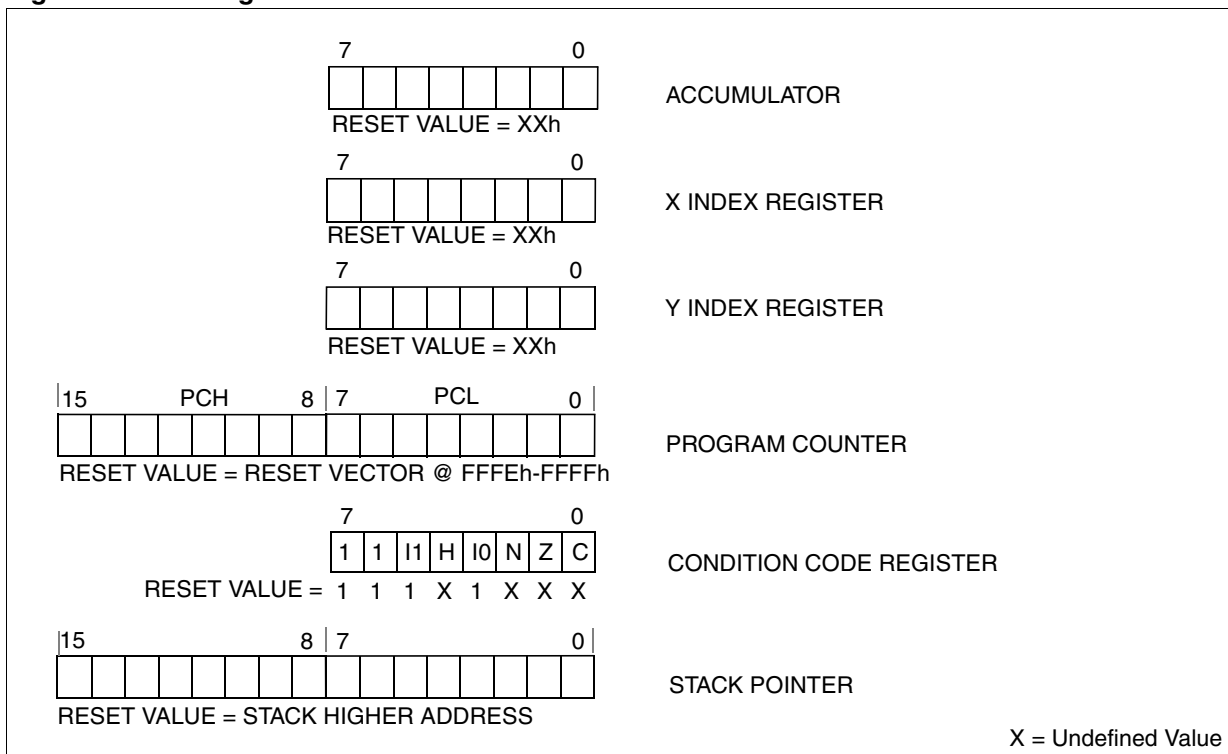 7 0
ACCUMULATOR
RESET VALUE = XXh
7 0
X INDEX REGISTER
RESET VALUE = XXh
7 0
Y INDEX REGISTER
RESET VALUE = XXh
15 PCH 8 7 PCL 0
PROGRAM COUNTER
RESET VALUE = RESET VECTOR @ FFFEh-FFFFh
7 0
1 1 I1 H I0 N Z C
CONDITION CODE REGISTER
RESET VALUE = 1 1 1 X 1 X X X
15 8 7 0
STACK POINTER
RESET VALUE = STACK HIGHER ADDRESS
X = Undefined Value